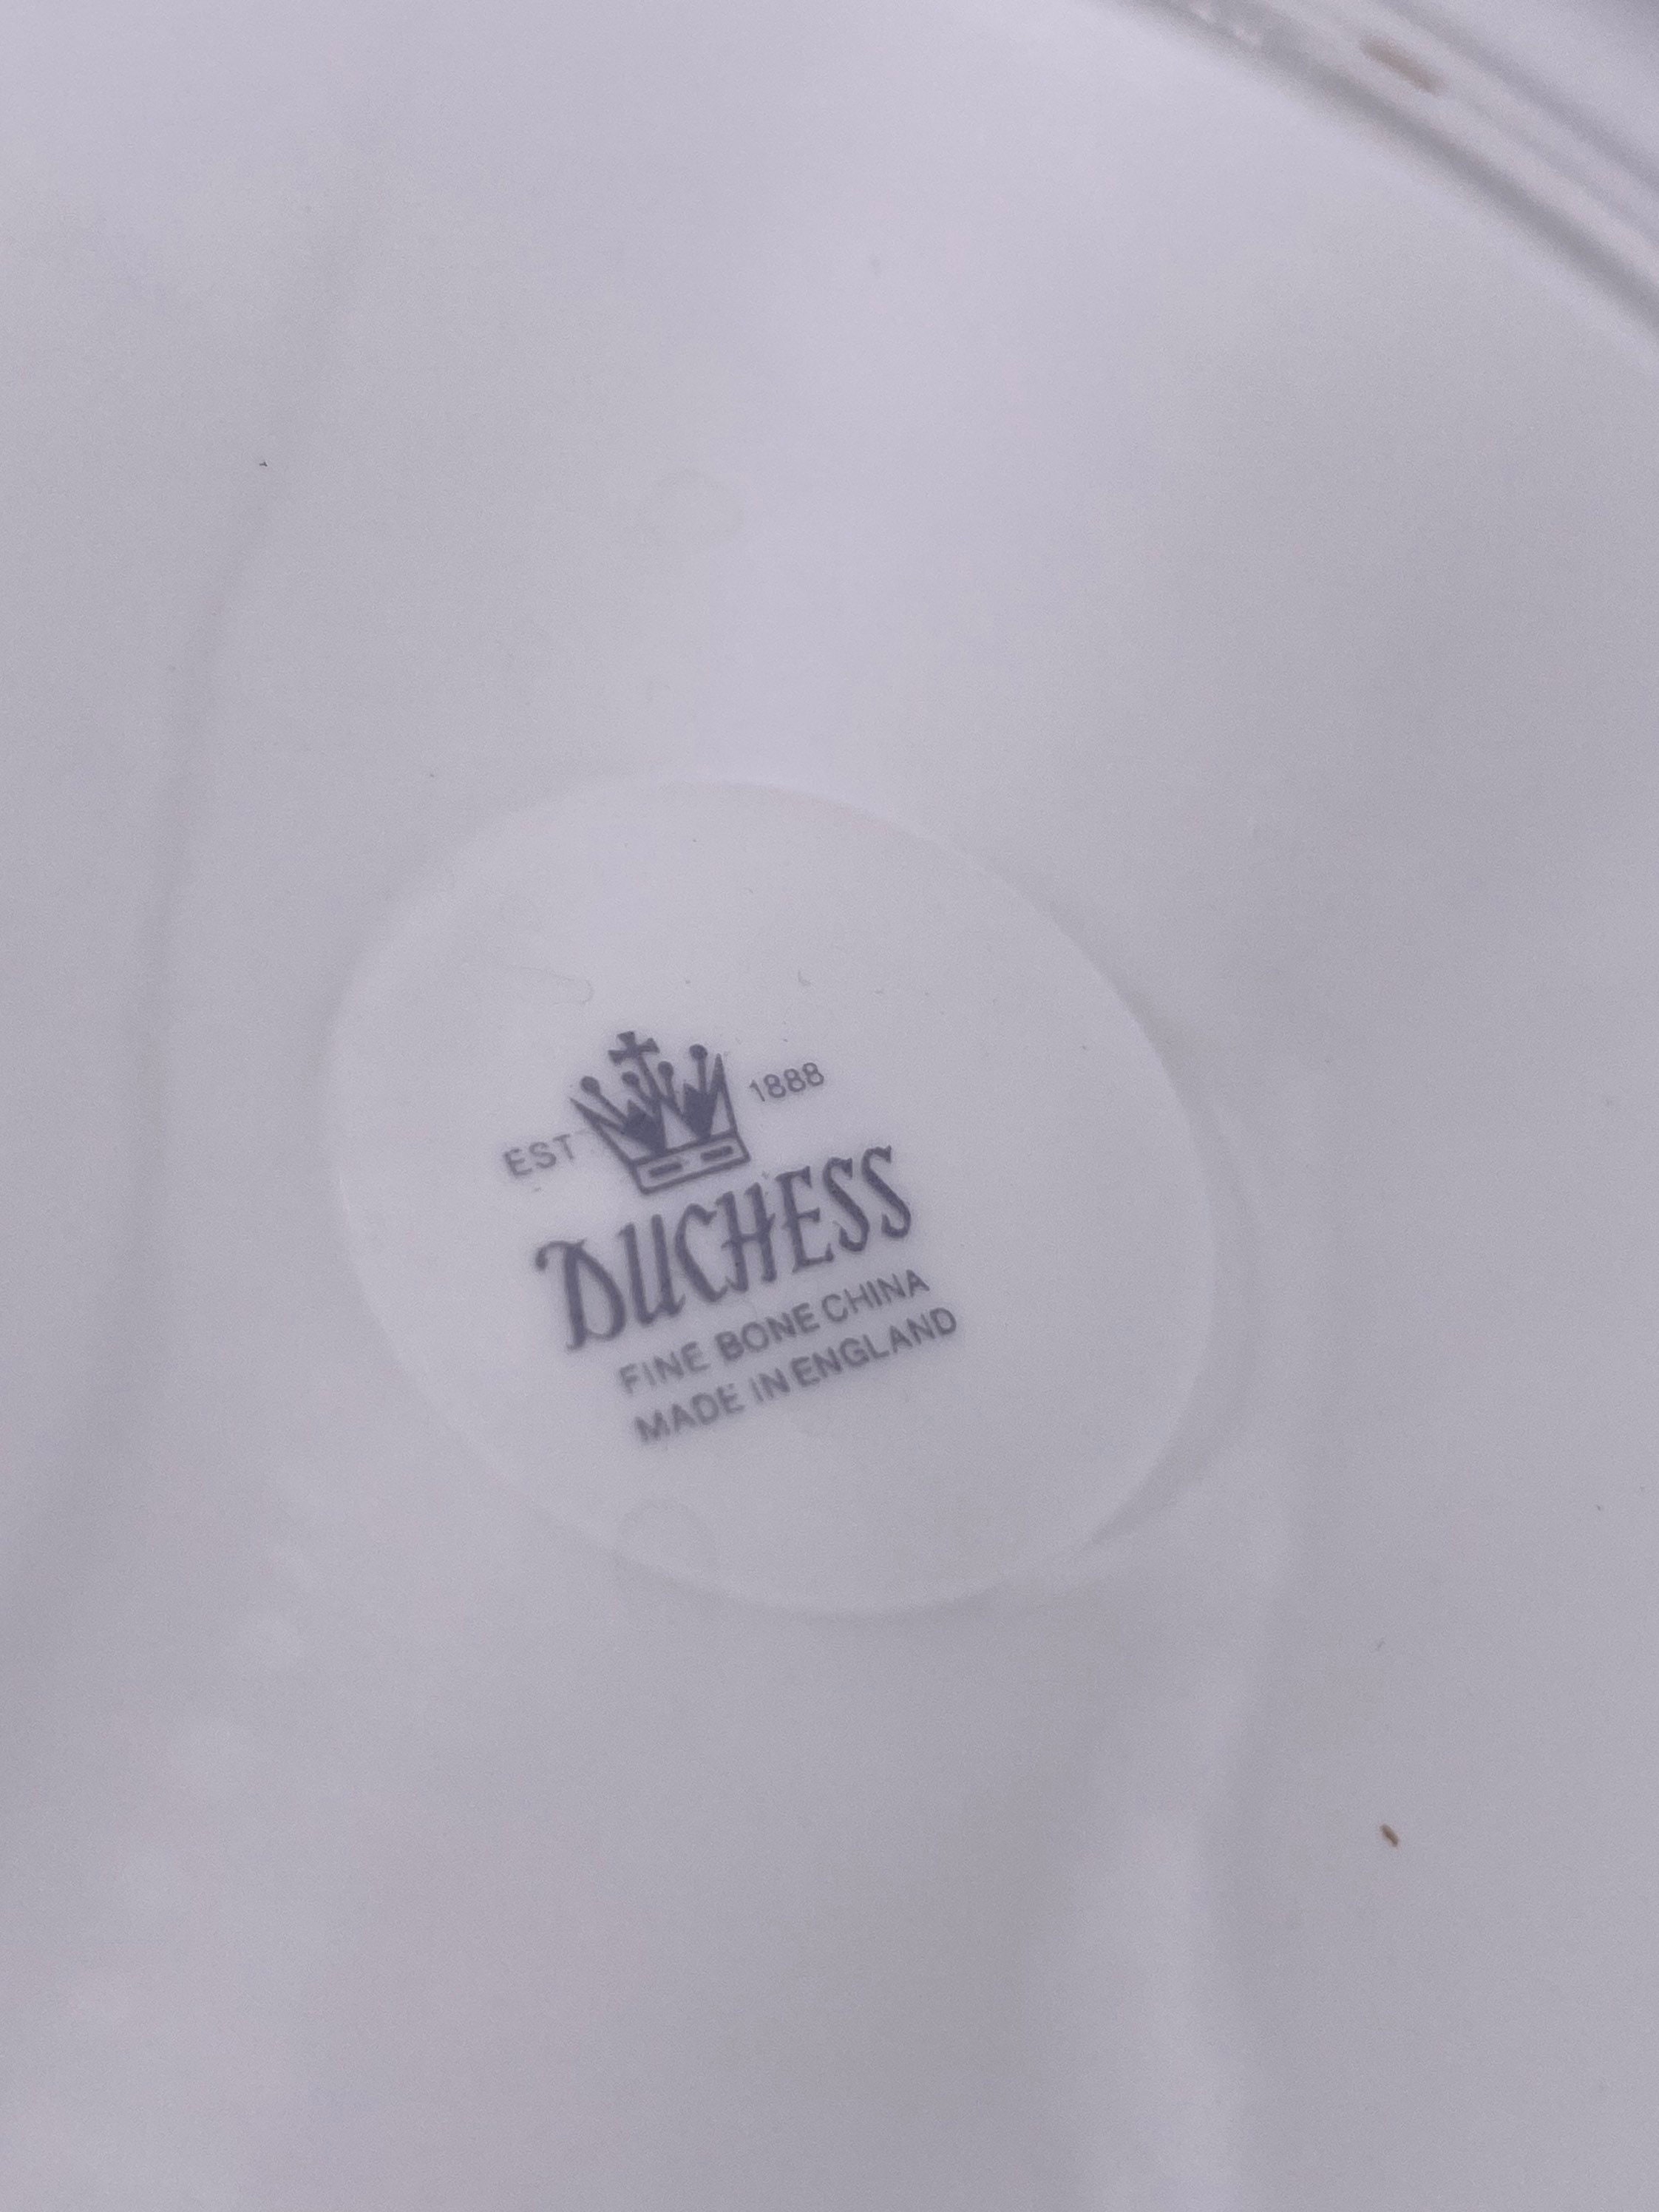 EST 1888
DUCHESS
FINE BONE CHINA
MADE IN ENGLAND